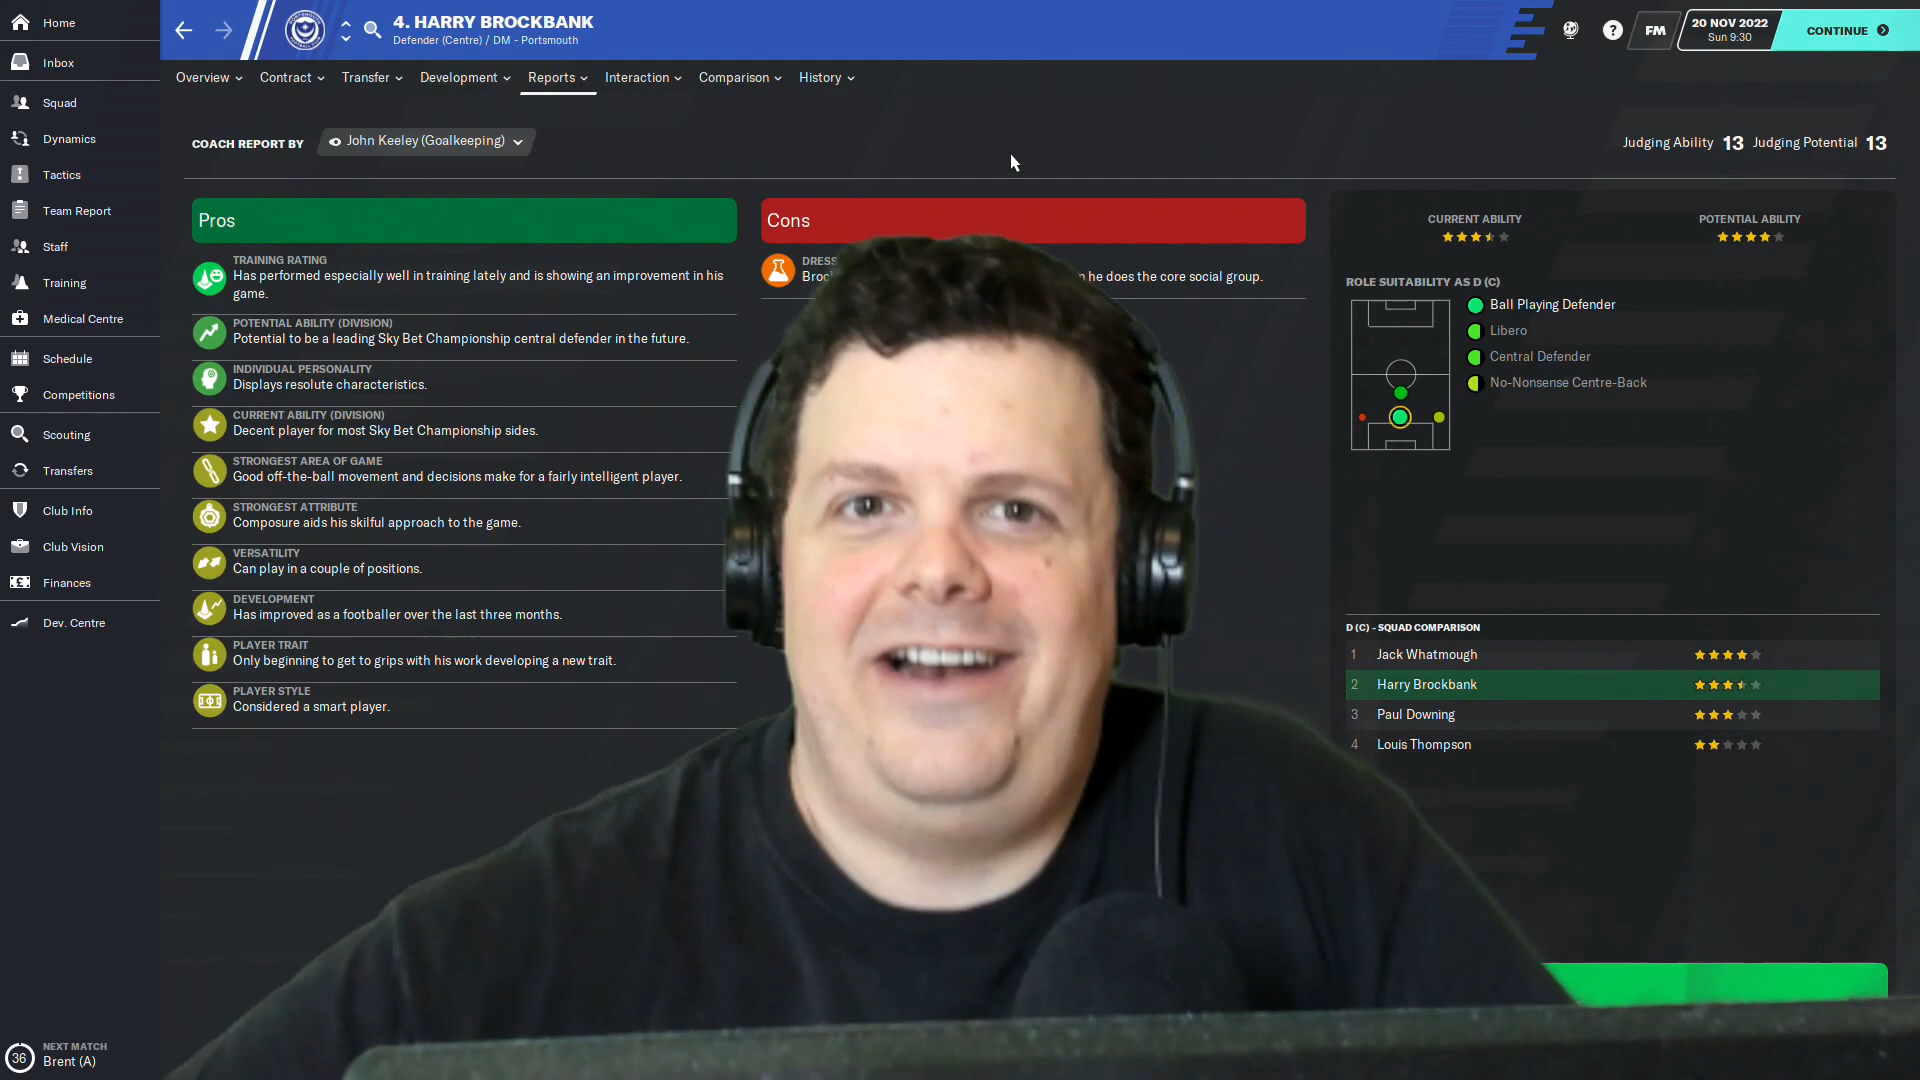 Home
Inbox
Squad
Dynamics
Tactics
Team Report
Staff
Training
Medical Centre
Schedule
Competitions
Scouting
Transfers
Club Info
Club Vision
Finances
Dev. Centre
36
NEXT MATCH
Brent (A)
4. HARRY BROCKBANK
Defender (Centre) / DM - Portsmouth
?
FM
20 NOV 2022
Sun 9:30
CONTINUE
Overview Contract Transfer Development Reports Interaction Comparison History
COACH REPORT BY John Keeley (Goalkeeping)
Judging Ability 13 Judging Potential 13
Pros
TRAINING RATING
Has performed especially well in training lately and is showing an improvement in his
game.
POTENTIAL ABILITY (DIVISION)
Potential to be a leading Sky Bet Championship central defender in the future.
INDIVIDUAL PERSONALITY
Displays resolute characteristics.
CURRENT ABILITY (DIVISION)
Decent player for most Sky Bet Championship sides.
STRONGEST AREA OF GAME
Good off-the-ball movement and decisions make for a fairly intelligent player.
STRONGEST ATTRIBUTE
Composure aids his skilful approach to the game.
VERSATILITY
Can play in a couple of positions.
DEVELOPMENT
Has improved as a footballer over the last three months.
PLAYER TRAIT
Only beginning to get to grips with his work developing a new trait.
PLAYER STYLE
Considered a smart player.
Cons
he does the core social group.
CURRENT ABILITY
POTENTIAL ABILITY
ROLE SUITABILITY AS D (C)
Ball Playing Defender
Libero
Central Defender
No-Nonsense Centre-Back
D (C) - SQUAD COMPARISON
1 Jack Whatmough
2 Harry Brockbank
3 Paul Downing
4 Louis Thompson